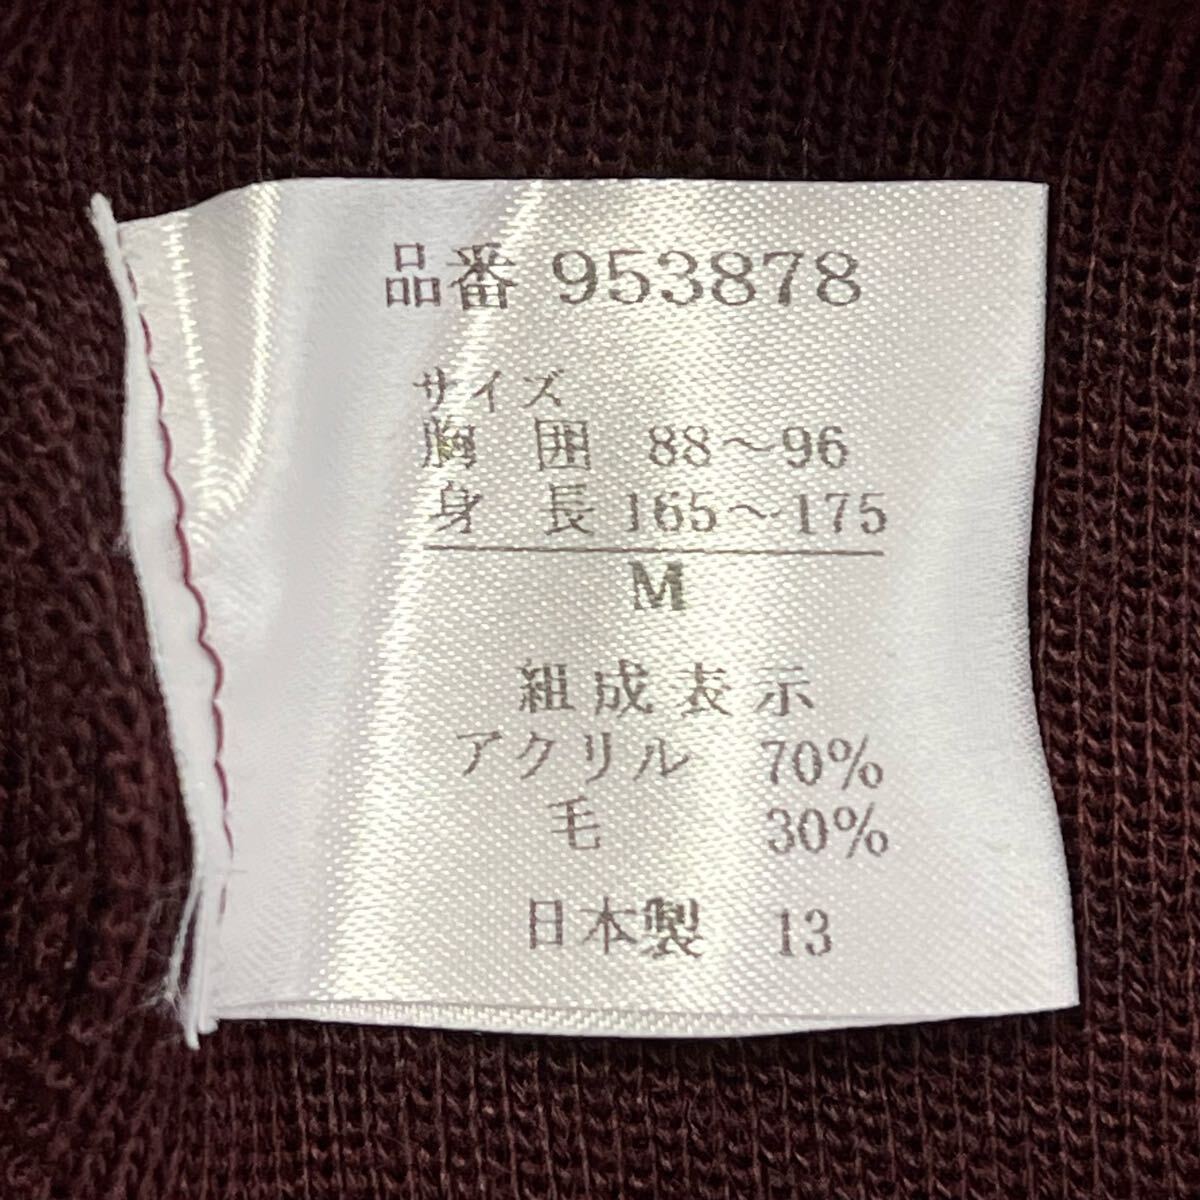 品番 953878
サイズ
胸囲 88～96
身長 165～175
M
組成表示
アクリル 70%
毛 30%
日本製 13